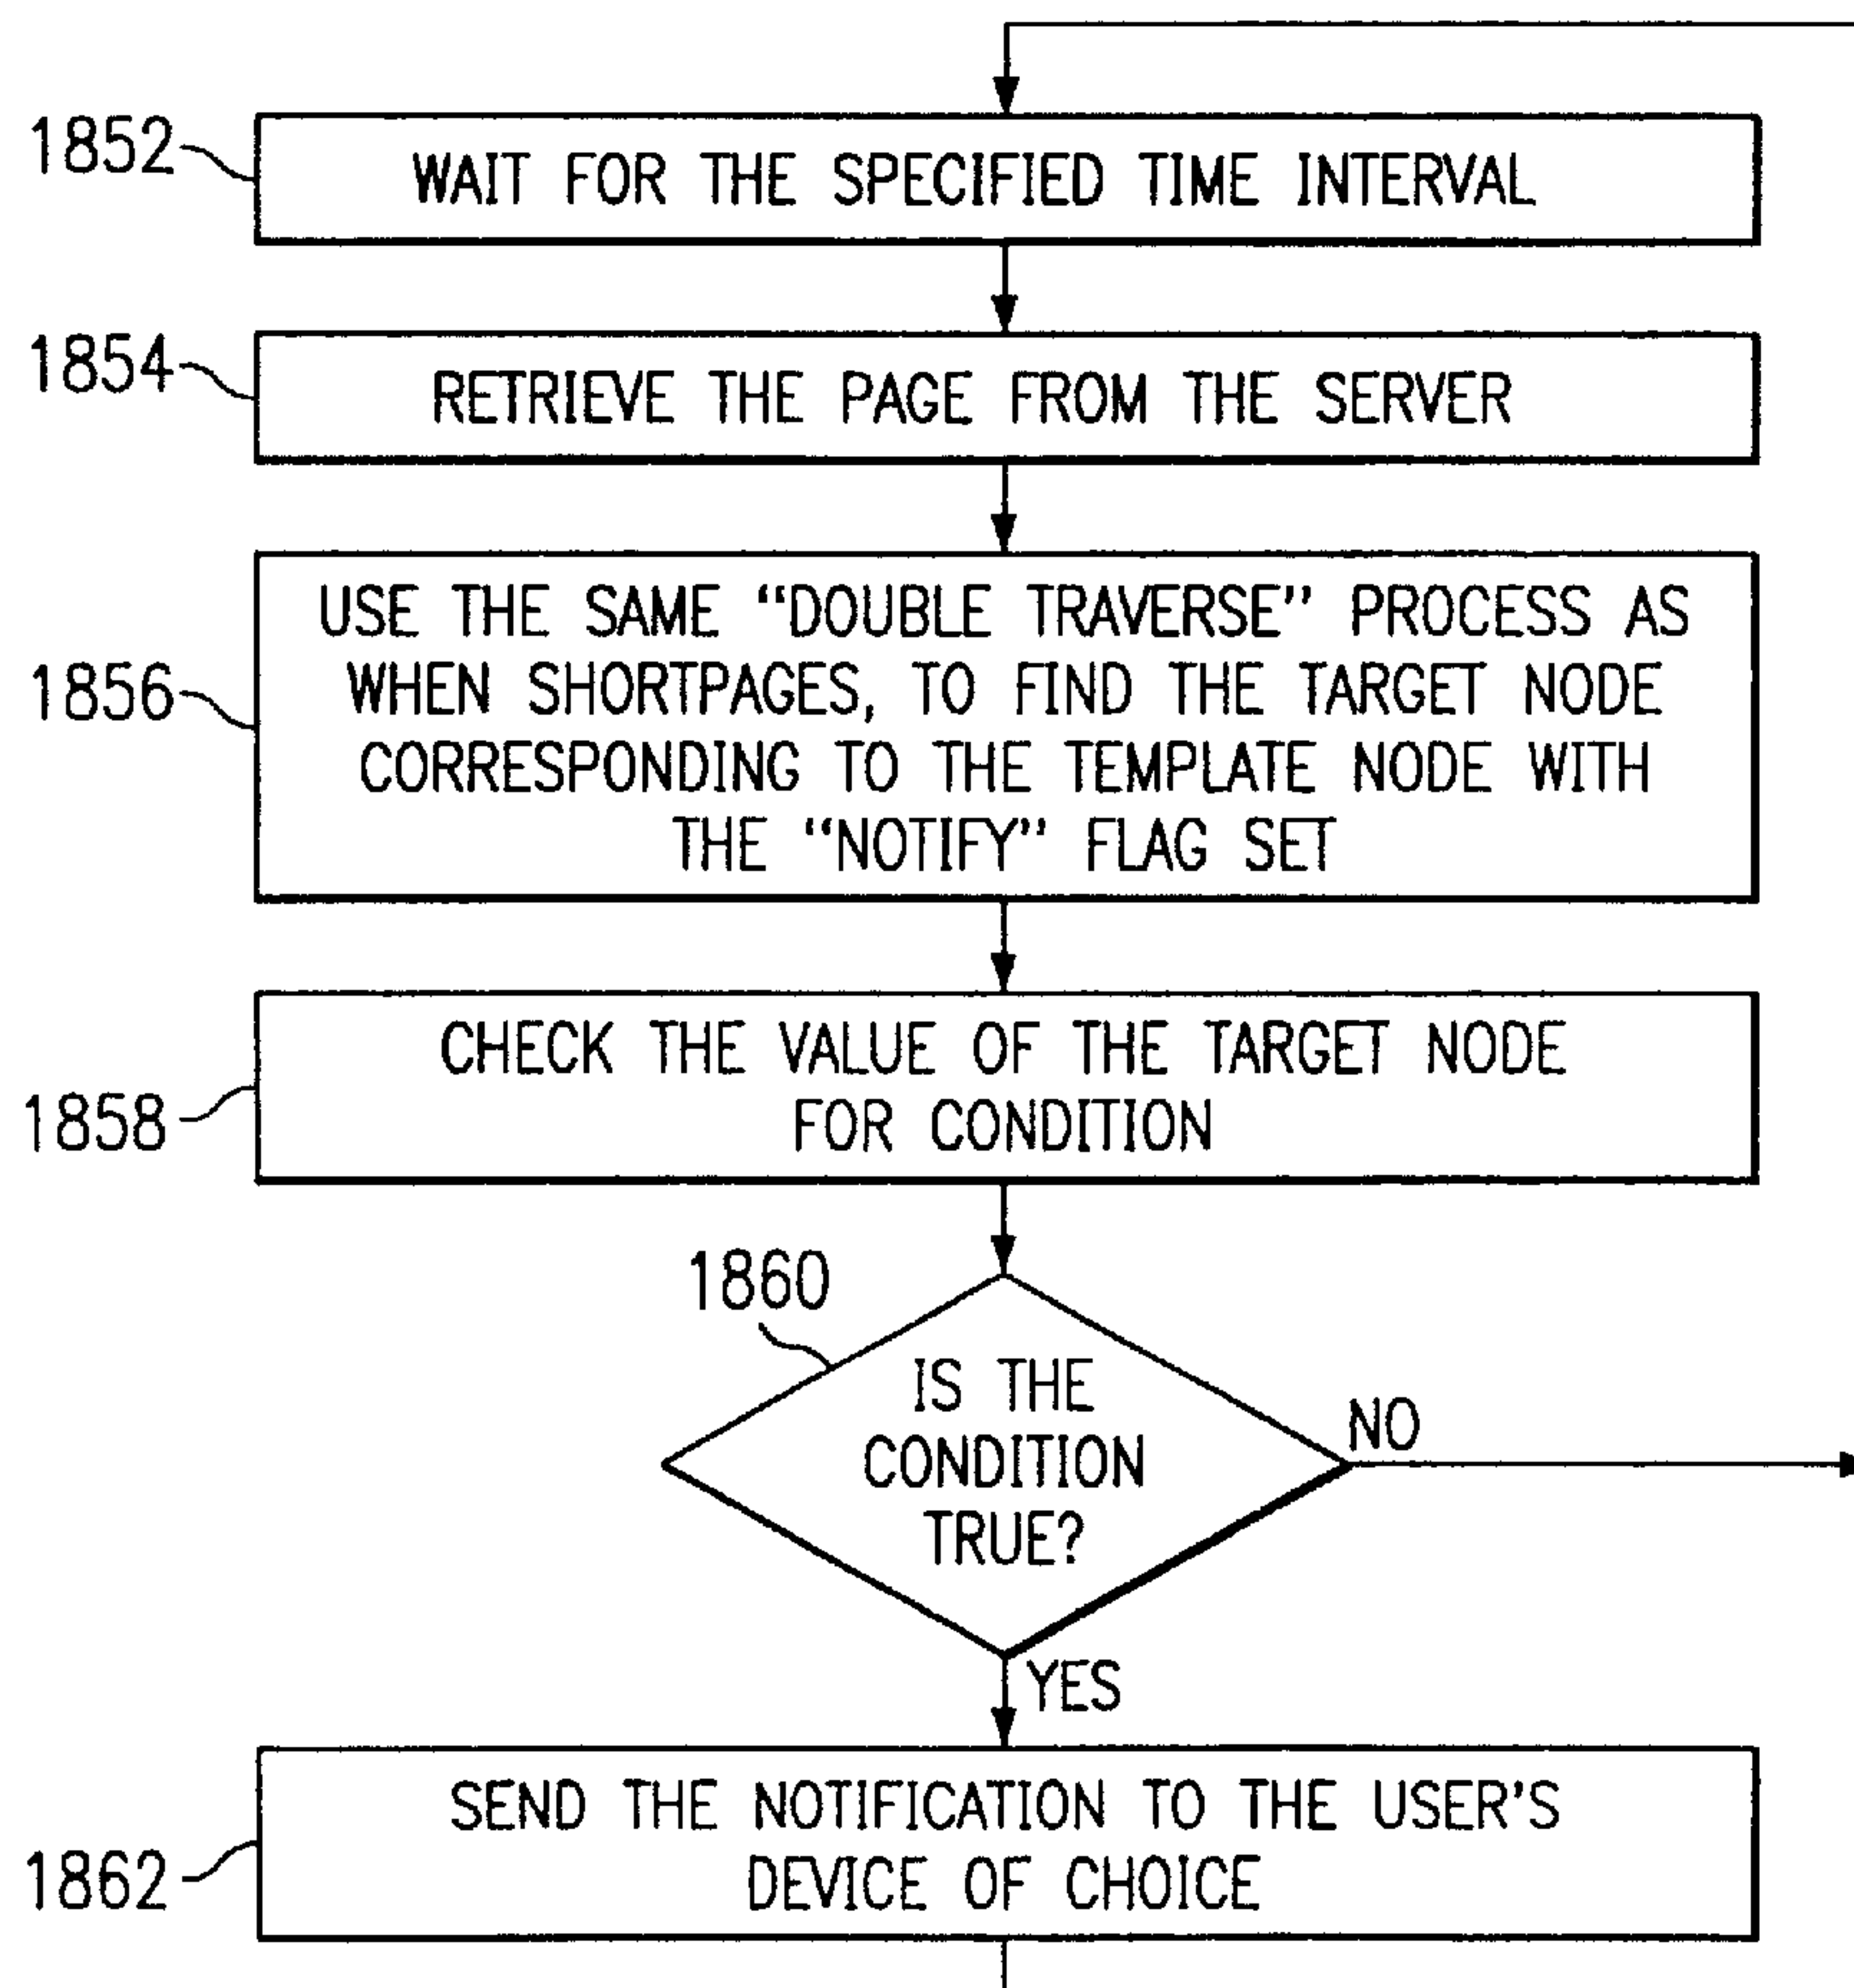 1852
WAIT FOR THE SPECIFIED TIME INTERVAL
1854
RETRIEVE THE PAGE FROM THE SERVER
1856
USE THE SAME “DOUBLE TRAVERSE” PROCESS AS
WHEN SHORTPAGES, TO FIND THE TARGET NODE
CORRESPONDING TO THE TEMPLATE NODE WITH
THE “NOTIFY” FLAG SET
1858
CHECK THE VALUE OF THE TARGET NODE
FOR CONDITION
1860
IS THE
CONDITION
TRUE?
NO
YES
1862
SEND THE NOTIFICATION TO THE USER'S
DEVICE OF CHOICE